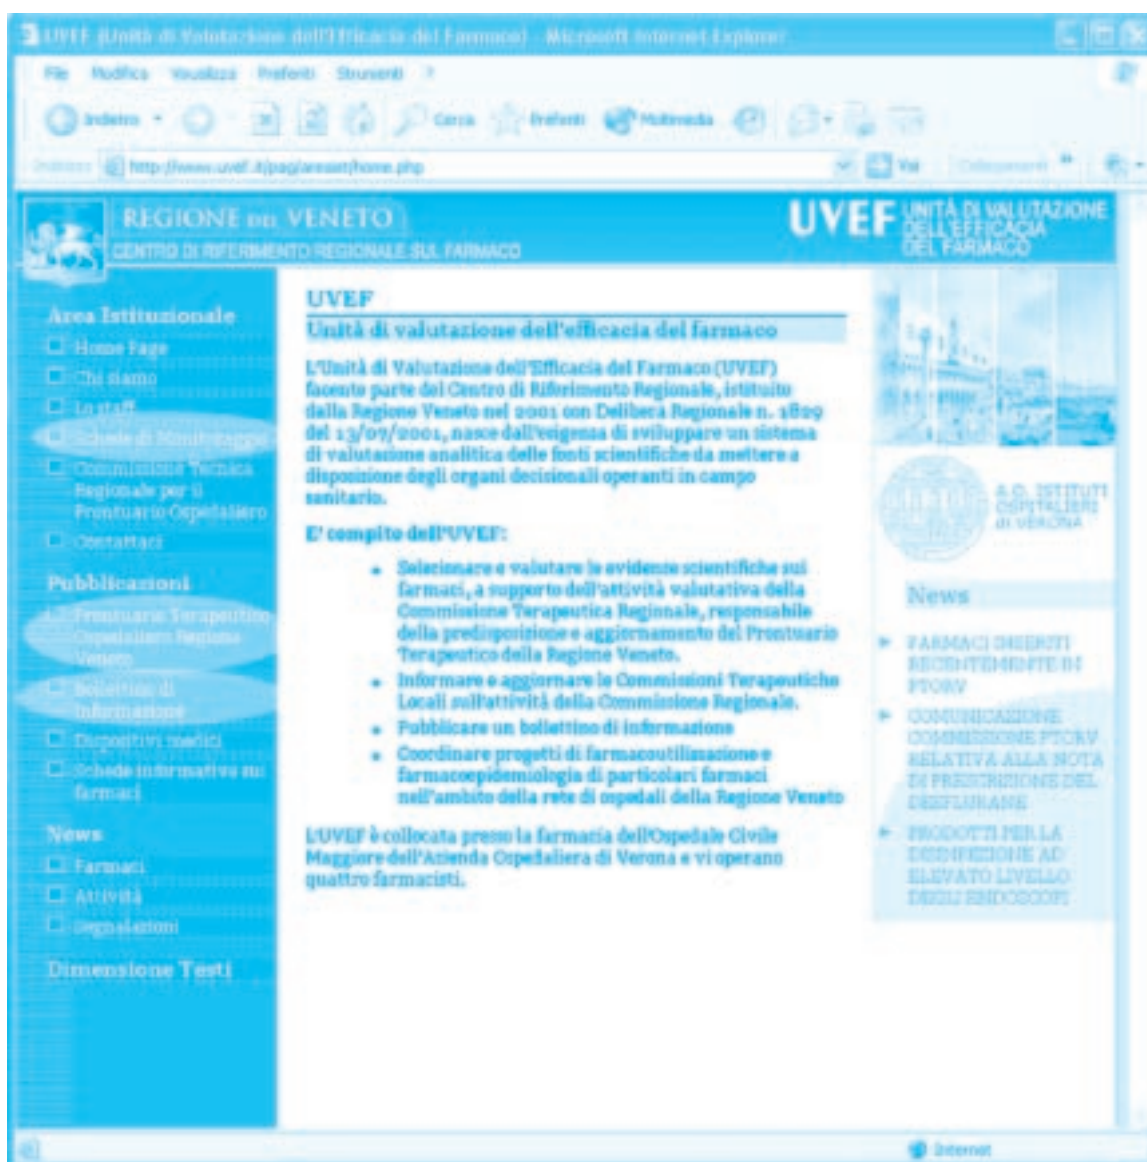 UVEF (Unità di Valutazione dell'Efficacia del Farmaco) - Microsoft Internet Explorer
File Modifica Visualizza Preferiti Strumenti ?
Indietro Cerca Preferiti Multimedia
Indirizzo http://www.uvef.it/ Vai Collegamenti
REGIONE DEL VENETO
CENTRO DI RIFERIMENTO REGIONALE SUL FARMACO
UVEF UNITÀ DI VALUTAZIONE
DELL'EFFICACIA
DEL FARMACO
Area Istituzionale
Home Page
Chi siamo
Lo staff
Schede di Monitoraggio
Commissione Tecnica
Regionale per il
Prontuario Ospedaliero
Contattaci
Pubblicazioni
Prontuario Terapeutico
Ospedaliero Regione
Veneto
Bollettino di
Informazione
Dispositivi medici
Schede informative sui
farmaci
News
Farmaci
Attività
Segnalazioni
Dimensione Testi
UVEF
Unità di valutazione dell'efficacia del farmaco
L'Unità di Valutazione dell'Efficacia del Farmaco (UVEF)
facente parte del Centro di Riferimento Regionale, istituito
dalla Regione Veneto nel 2001 con Delibera Regionale n. 1829
del 13/07/2001, nasce dall'esigenza di sviluppare un sistema
di valutazione analitica delle fonti scientifiche da mettere a
disposizione degli organi decisionali operanti in campo
sanitario.
E' compito dell'UVEF:
• Selezionare e valutare le evidenze scientifiche sui
farmaci, a supporto dell'attività valutativa della
Commissione Terapeutica Regionale, responsabile
della predisposizione e aggiornamento del Prontuario
Terapeutico della Regione Veneto.
• Informare e aggiornare le Commissioni Terapeutiche
Locali sull'attività della Commissione Regionale.
• Pubblicare un bollettino di informazione
• Coordinare progetti di farmacoutilizzazione e
farmacoepidemiologia di particolari farmaci
nell'ambito della rete di ospedali della Regione Veneto
L'UVEF è collocata presso la farmacia dell'Ospedale Civile
Maggiore dell'Azienda Ospedaliera di Verona e vi operano
quattro farmacisti.
A.O. ISTITUTI
OSPITALIERI
di VERONA
News
FARMACI INSERITI
RECENTEMENTE IN
PTORV
COMUNICAZIONE
COMMISSIONE PTORV
RELATIVA ALLA NOTA
DI PRESCRIZIONE DEL
DESFLURANE
PRODOTTI PER LA
DISINFEZIONE AD
ELEVATO LIVELLO
DEGLI ENDOSCOPI
Internet